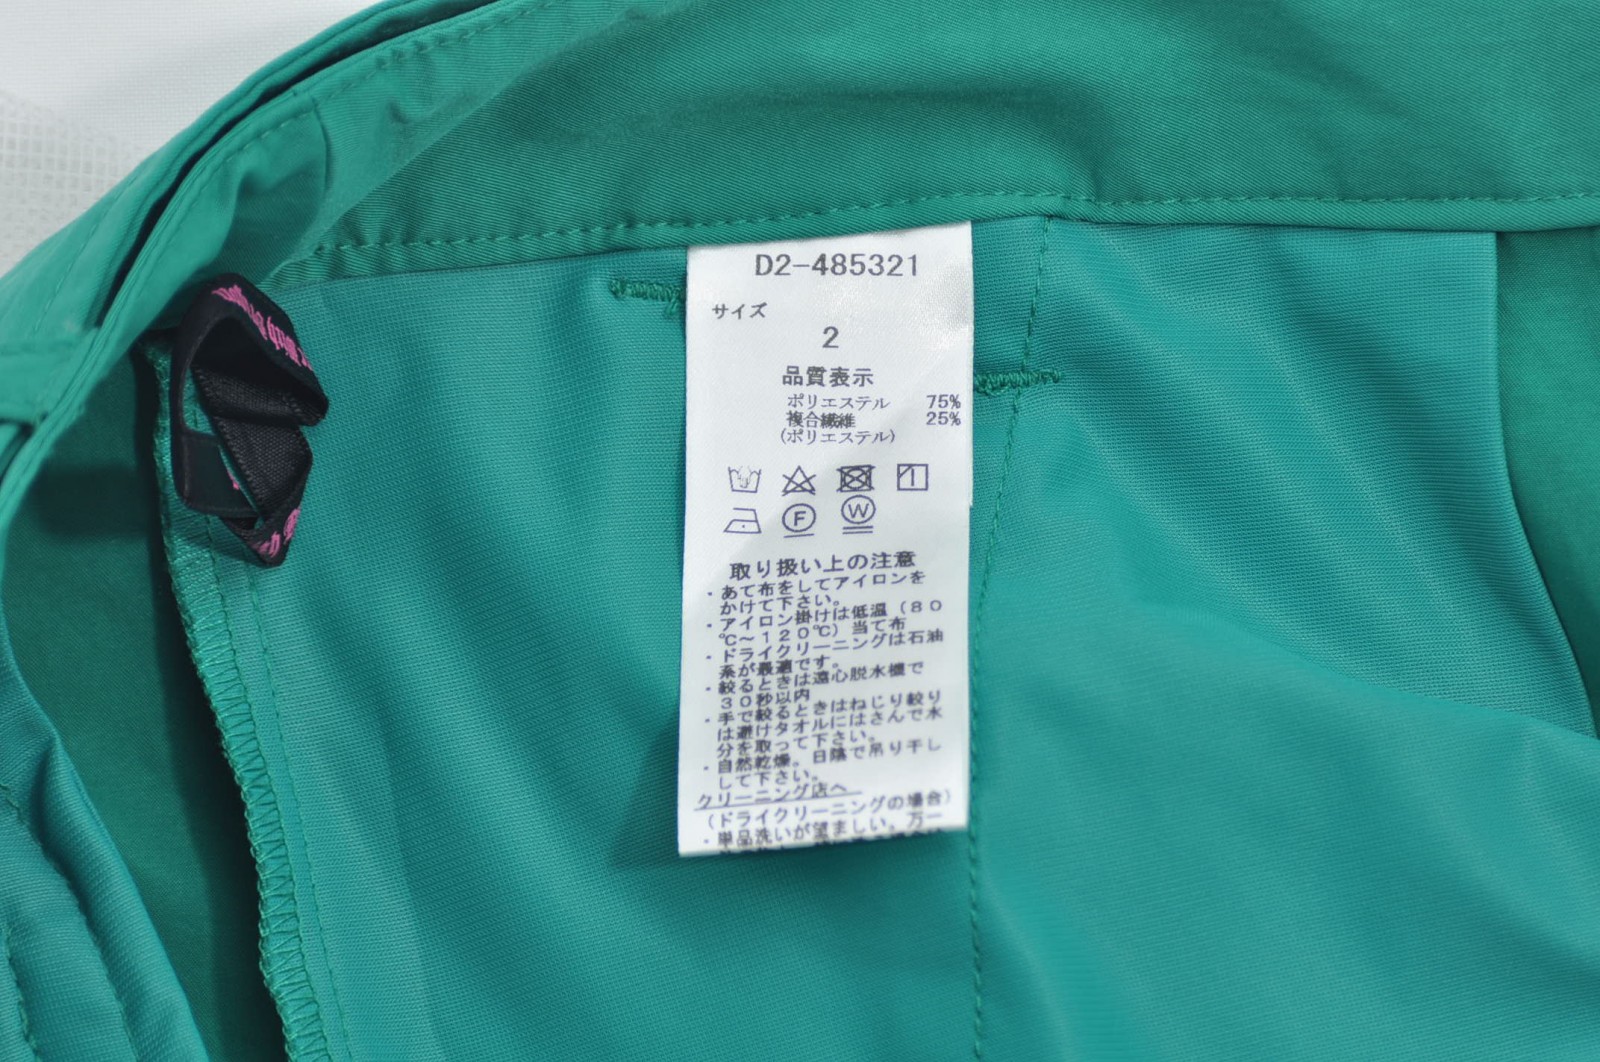 D2-485321
サイズ
2
品質表示
ポリエステル 75%
複合繊維 25%
(ポリエステル)
F
W
取り扱い上の注意
・あて布をしてアイロンを
かけて下さい。
・アイロン掛けは低温（８０
℃～１２０℃）当て布
・ドライクリーニングは石油
系が最適です。
・絞るときは遠心脱水機で
３０秒以内
・手で絞るときはねじり絞り
は避けタオルにはさんで水
分を取って下さい。
・自然乾燥。日陰で吊り干し
して下さい。
クリーニング店へ
（ドライクリーニングの場合）
・単品洗いが望ましい。万一